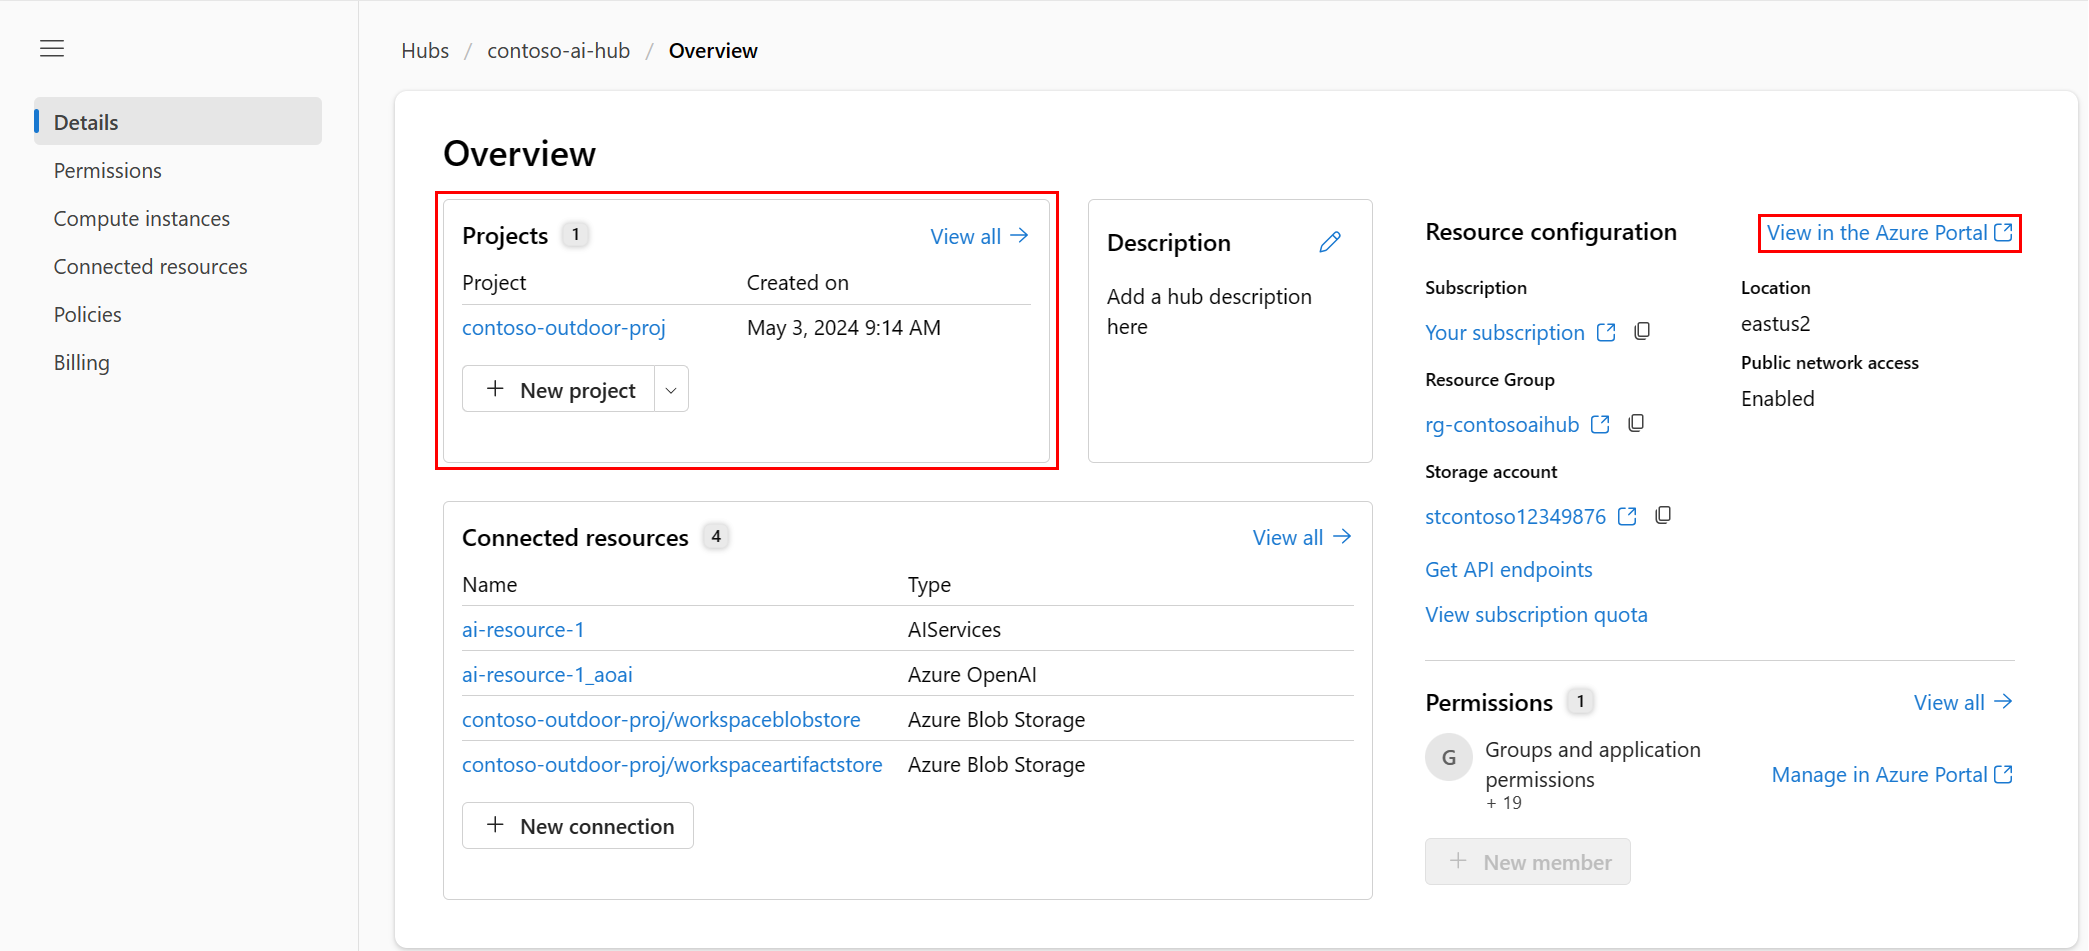 Hubs / contoso-ai-hub / Overview
Details
Permissions
Compute instances
Connected resources
Policies
Billing
Overview
Projects 1
View all
Project Created on
contoso-outdoor-proj May 3, 2024 9:14 AM
New project
Description
Add a hub description
here
Connected resources 4
View all
Name Type
ai-resource-1 AIServices
ai-resource-1_aoai Azure OpenAI
contoso-outdoor-proj/workspaceblobstore Azure Blob Storage
contoso-outdoor-proj/workspaceartifactstore Azure Blob Storage
New connection
Resource configuration
View in the Azure Portal
Subscription
Your subscription
Resource Group
rg-contosoaihub
Storage account
stcontoso12349876
Get API endpoints
View subscription quota
Location
eastus2
Public network access
Enabled
Permissions 1
View all
G
Groups and application
permissions
+ 19
Manage in Azure Portal
New member